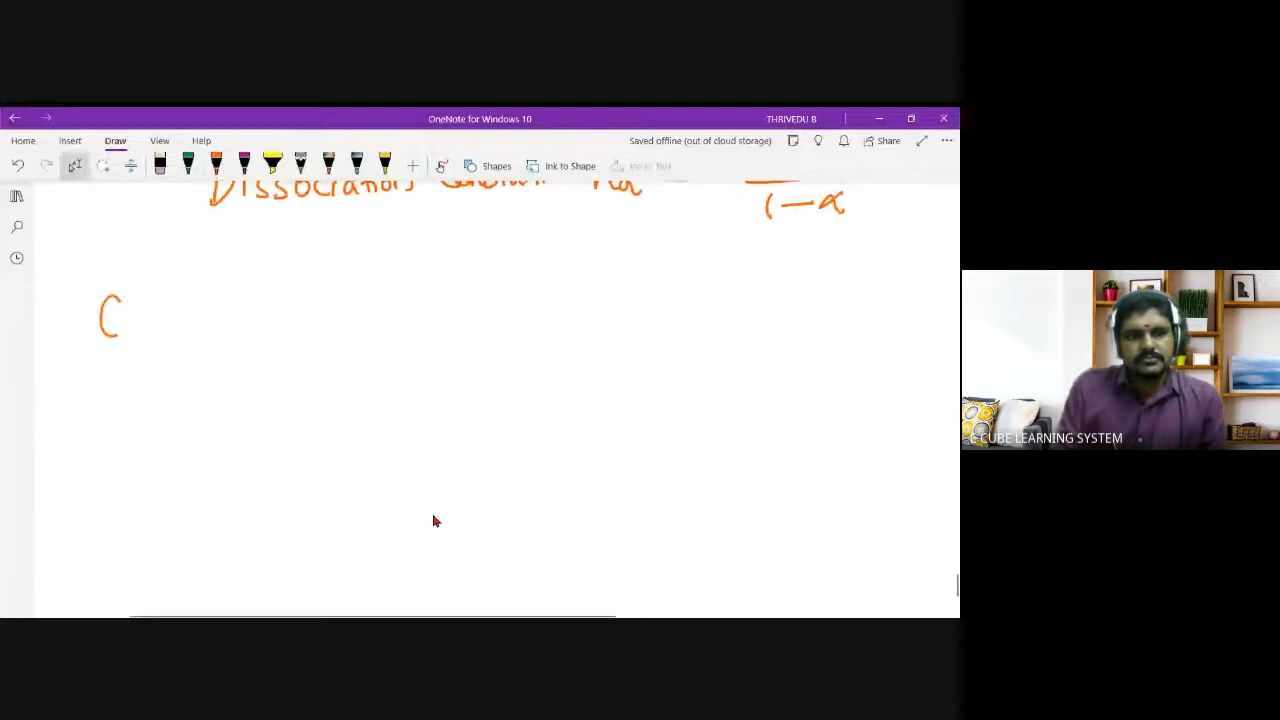 OneNote for Windows 10
THRIVEDU B
Home Insert Draw View Help
Saved offline (out of cloud storage)
Share
Shapes
Ink to Shape
Dissociation
1-α
(
C CUBE LEARNING SYSTEM